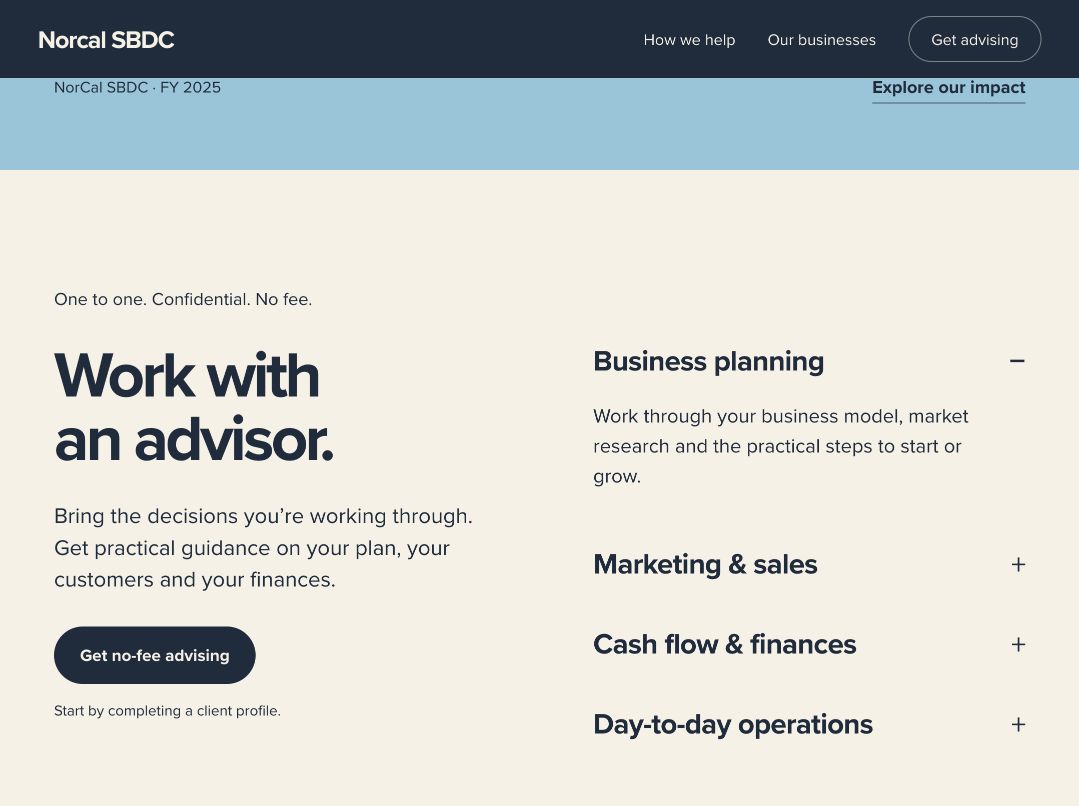 Norcal SBDC
How we help
Our businesses
Get advising
NorCal SBDC · FY 2025
Explore our impact
One to one. Confidential. No fee.
Work with
an advisor.
Bring the decisions you’re working through.
Get practical guidance on your plan, your
customers and your finances.
Get no-fee advising
Start by completing a client profile.
Business planning
Work through your business model, market
research and the practical steps to start or
grow.
Marketing & sales
Cash flow & finances
Day-to-day operations